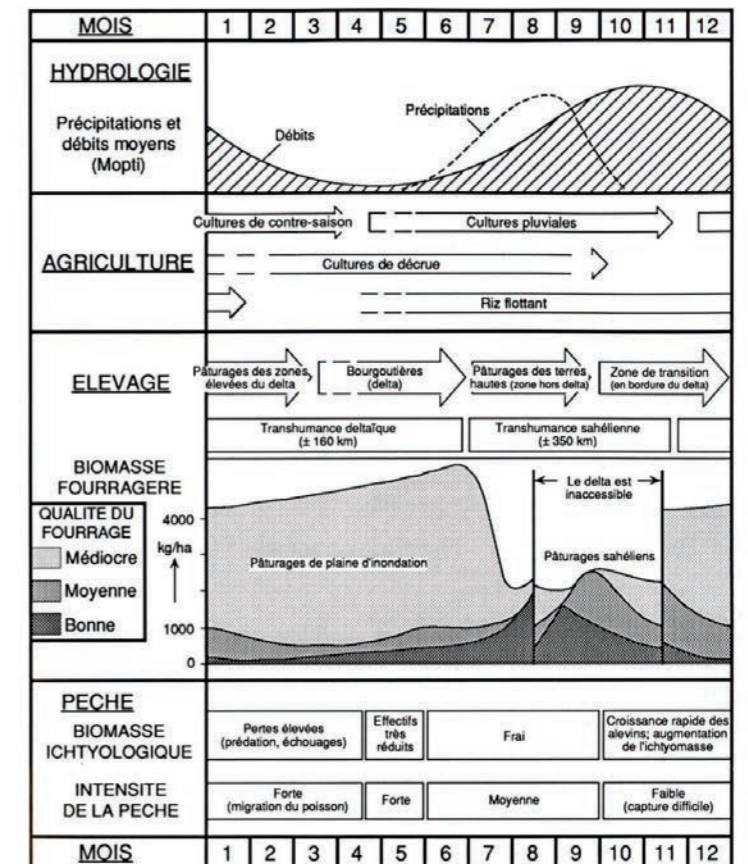 MOIS 1 2 3 4 5 6 7 8 9 10 11 12
HYDROLOGIE
Précipitations et
débits moyens
(Mopti)
Débits
Précipitations
AGRICULTURE
Cultures de contre-saison
Cultures pluviales
Cultures de décrue
Riz flottant
ELEVAGE
Pâturages des zones
élevées du delta
Bourgoutières
(delta)
Pâturages des terres
hautes (zone hors delta)
Zone de transition
(en bordure du delta)
Transhumance deltaïque
(± 160 km)
Transhumance sahélienne
(± 350 km)
BIOMASSE
FOURRAGERE
QUALITE DU
FOURRAGE
Médiocre
Moyenne
Bonne
4000
kg/ha
1000
0
Pâturages de plaine d'inondation
Le delta est
inaccessible
Pâturages sahéliens
PECHE
BIOMASSE
ICHTYOLOGIQUE
Pertes élevées
(prédation, échouages)
Effectifs
très
réduits
Frai
Croissance rapide des
alevins; augmentation
de l'ichtyomasse
INTENSITE
DE LA PECHE
Forte
(migration du poisson)
Forte
Moyenne
Faible
(capture difficile)
MOIS 1 2 3 4 5 6 7 8 9 10 11 12